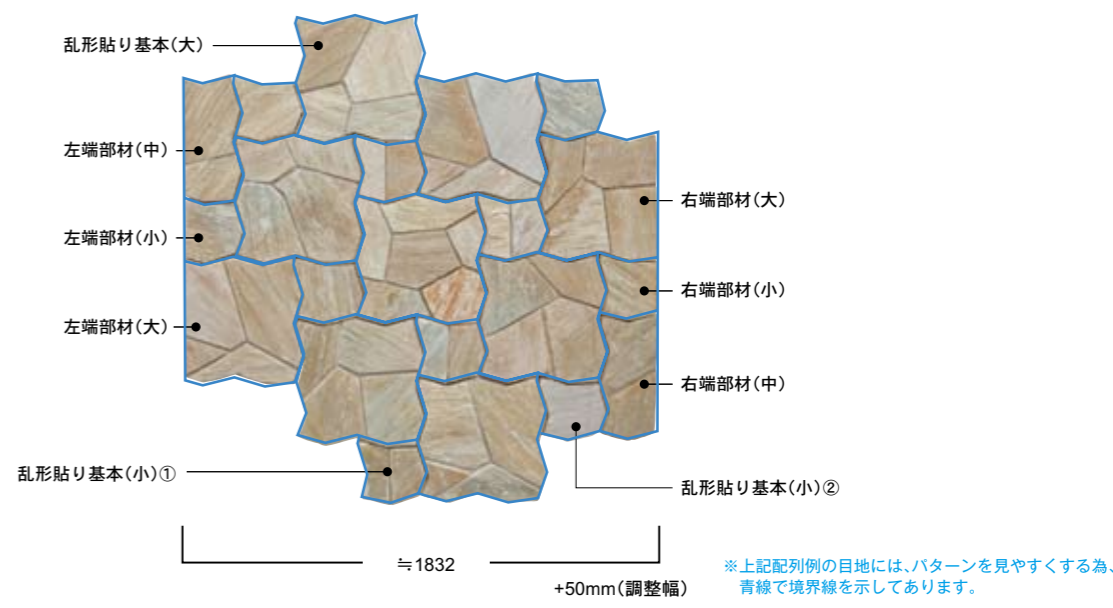 乱形貼り基本(大)
左端部材(中)
左端部材(小)
左端部材(大)
乱形貼り基本(小)①
右端部材(大)
右端部材(小)
右端部材(中)
乱形貼り基本(小)②
≒1832
+50mm(調整幅)
※上記配列例の目地には、パターンを見やすくする為、
青線で境界線を示してあります。